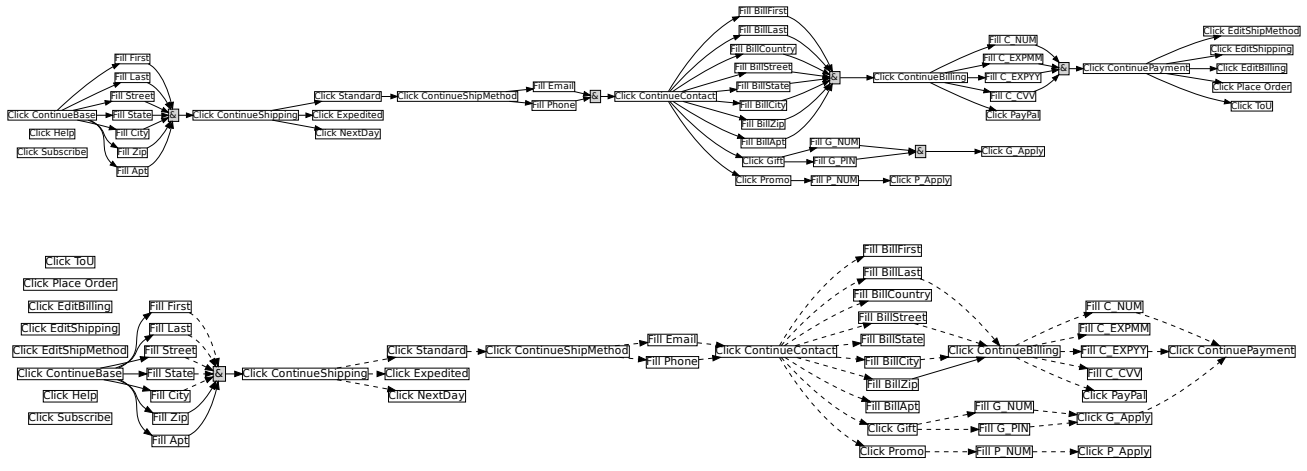 Fill BillFirst
Fill BillLast
Click EditShipMethod
Fill C_NUM
Fill BillCountry
Click EditShipping
Fill First
Fill C_EXPMM
Fill BillStreet
Click ContinuePayment
Click EditBilling
&
Fill Last
Fill C_EXPYY
Click ContinueBilling
&
Fill Email
Fill BillState
Click Place Order
Fill Street
Click Standard
Click ContinueShipMethod
&
Click ContinueContact
Fill C_CVV
Fill Phone
Fill BillCity
Click ToU
Click ContinueBase
Fill State
&
Click ContinueShipping
Click Expedited
Click PayPal
Fill BillZip
Click Help
Fill City
Click NextDay
Fill BillApt
Fill G_NUM
Click Subscribe
Fill Zip
&
Click G_Apply
Click Gift
Fill G_PIN
Fill Apt
Click Promo
Fill P_NUM
Click P_Apply
Fill BillFirst
Click ToU
Fill BillLast
Click Place Order
Fill BillCountry
Click EditBilling
Fill First
Fill C_NUM
Fill BillStreet
Click EditShipping
Fill Last
Fill C_EXPMM
Fill Email
Fill BillState
Click EditShipMethod
Fill Street
Click Standard
Click ContinueShipMethod
Click ContinueContact
Click ContinueBilling
Fill C_EXPYY
Click ContinuePayment
Fill Phone
Fill BillCity
Click ContinueBase
Fill State
&
Click ContinueShipping
Click Expedited
Fill C_CVV
Fill BillZip
Click Help
Fill City
Click NextDay
Click PayPal
Fill BillApt
Fill G_NUM
Click Subscribe
Fill Zip
Click G_Apply
Click Gift
Fill G_PIN
Fill Apt
Click Promo
Fill P_NUM
Click P_Apply